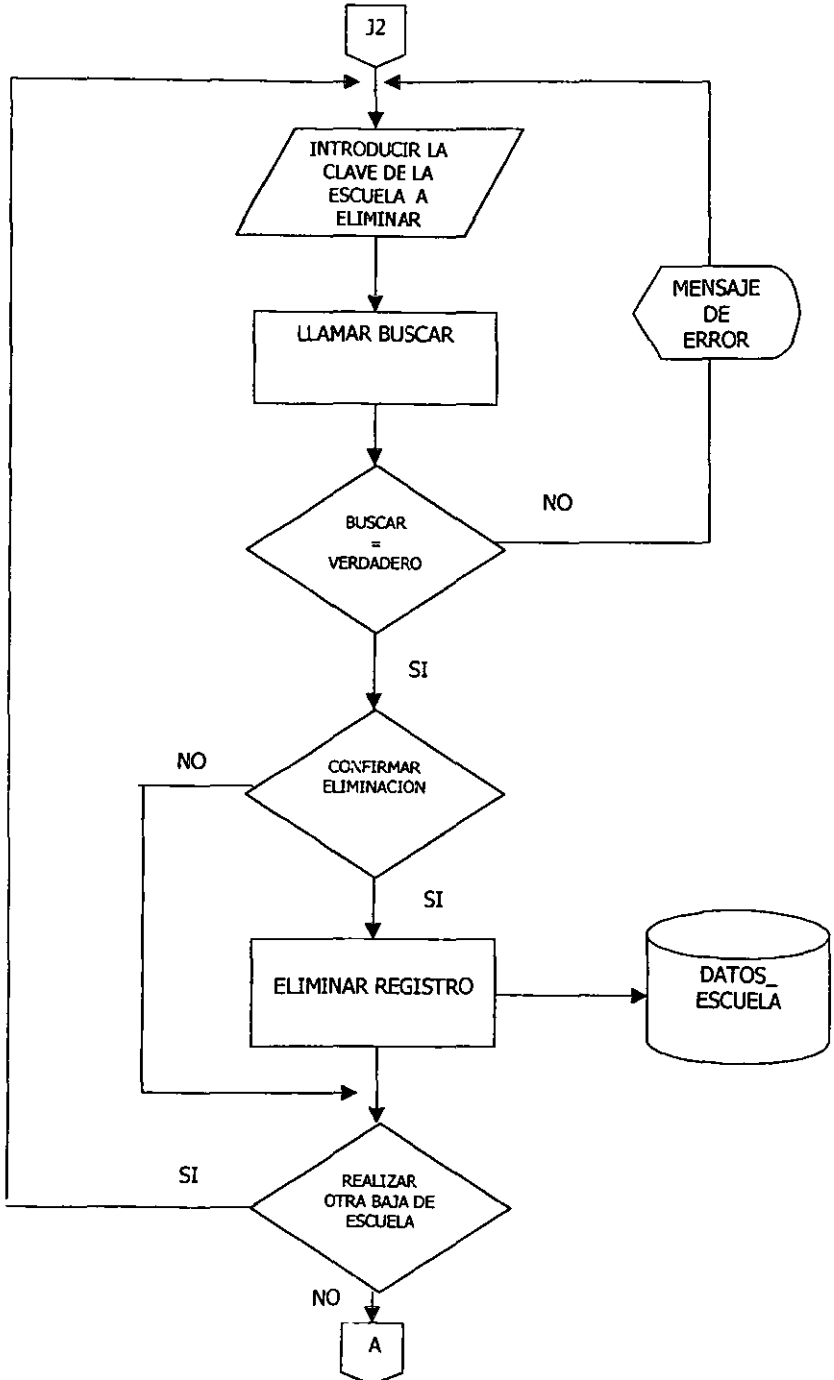 J2
INTRODUCIR LA
CLAVE DE LA
ESCUELA A
ELIMINAR
MENSAJE
DE
ERROR
LLAMAR BUSCAR
NO
BUSCAR
=
VERDADERO
SI
NO
CONFIRMAR
ELIMINACION
SI
ELIMINAR REGISTRO
DATOS_
ESCUELA
SI
REALIZAR
OTRA BAJA DE
ESCUELA
NO
A